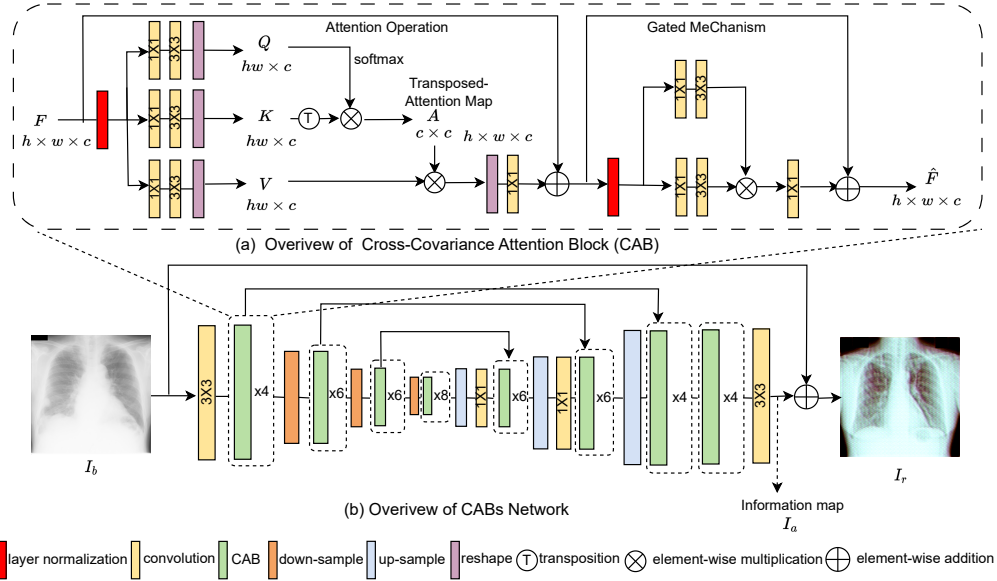 Attention Operation
Gated MeChanism
1X1
3X3
Q
hw × c
softmax
Transposed-
Attention Map
1X1
3X3
F
h × w × c
1X1
3X3
K
hw × c
T
A
c × c
h × w × c
1X1
3X3
V
hw × c
1X1
1X1
3X3
1X1
F̂
h × w × c
(a) Overivew of Cross-Covariance Attention Block (CAB)
3X3
x4
x6
x6
x8
1X1
x6
1X1
x6
x4
x4
3X3
I_b
I_r
Information map
I_a
(b) Overivew of CABs Network
layer normalization
convolution
CAB
down-sample
up-sample
reshape
T
transposition
element-wise multiplication
element-wise addition